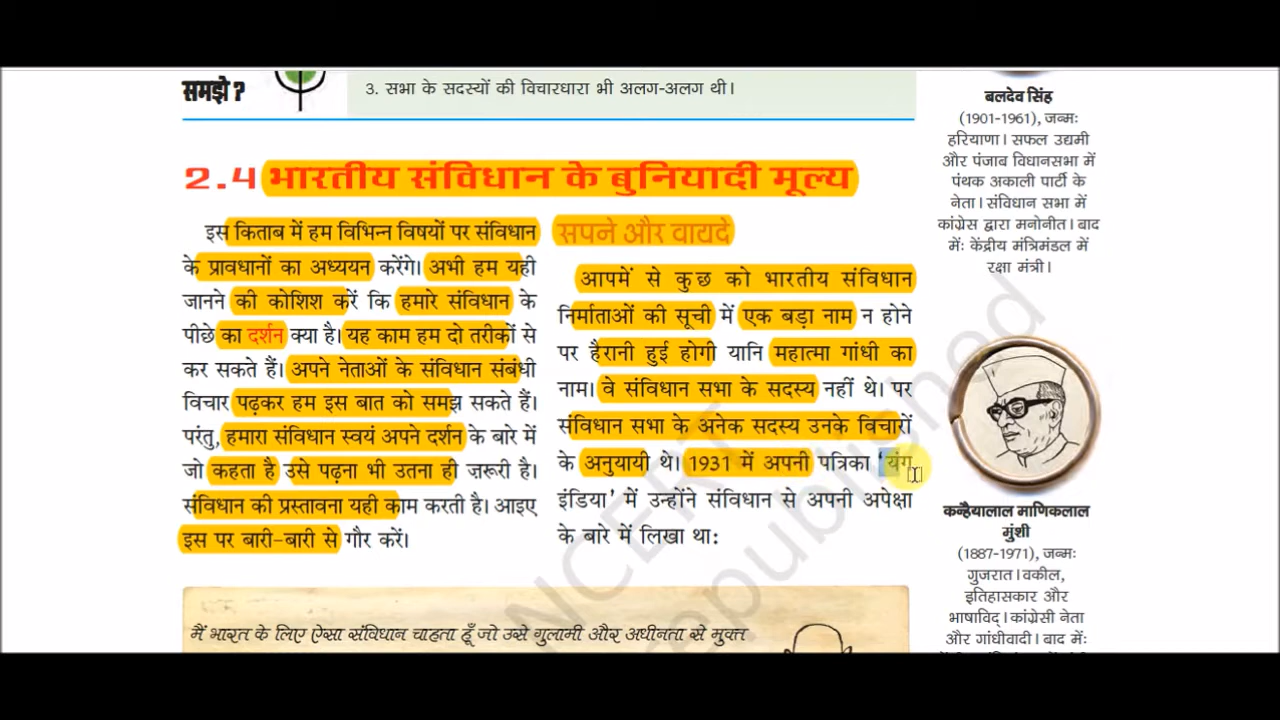 समझे?
3. सभा के सदस्यों की विचारधारा भी अलग-अलग थी।
2.4 भारतीय संविधान के बुनियादी मूल्य
इस किताब में हम विभिन्न विषयों पर संविधान
के प्रावधानों का अध्ययन करेंगे। अभी हम यही
जानने की कोशिश करें कि हमारे संविधान के
पीछे का दर्शन क्या है। यह काम हम दो तरीकों से
कर सकते हैं। अपने नेताओं के संविधान संबंधी
विचार पढ़कर हम इस बात को समझ सकते हैं।
परंतु, हमारा संविधान स्वयं अपने दर्शन के बारे में
जो कहता है उसे पढ़ना भी उतना ही ज़रूरी है।
संविधान की प्रस्तावना यही काम करती है। आइए
इस पर बारी-बारी से गौर करें।
सपने और वायदे
आपमें से कुछ को भारतीय संविधान
निर्माताओं की सूची में एक बड़ा नाम न होने
पर हैरानी हुई होगी यानि महात्मा गांधी का
नाम। वे संविधान सभा के सदस्य नहीं थे। पर
संविधान सभा के अनेक सदस्य उनके विचारों
के अनुयायी थे। 1931 में अपनी पत्रिका 'यंग
इंडिया' में उन्होंने संविधान से अपनी अपेक्षा
के बारे में लिखा था:
मैं भारत के लिए ऐसा संविधान चाहता हूँ जो उसे गुलामी और अधीनता से मुक्त
बलदेव सिंह
(1901-1961), जन्मः
हरियाणा। सफल उद्यमी
और पंजाब विधानसभा में
पंथक अकाली पार्टी के
नेता। संविधान सभा में
कांग्रेस द्वारा मनोनीत। बाद
में: केंद्रीय मंत्रिमंडल में
रक्षा मंत्री।
कन्हैयालाल माणिकलाल
मुंशी
(1887-1971), जन्मः
गुजरात। वकील,
इतिहासकार और
भाषाविद्। कांग्रेसी नेता
और गांधीवादी। बाद में:
NCERT
republished